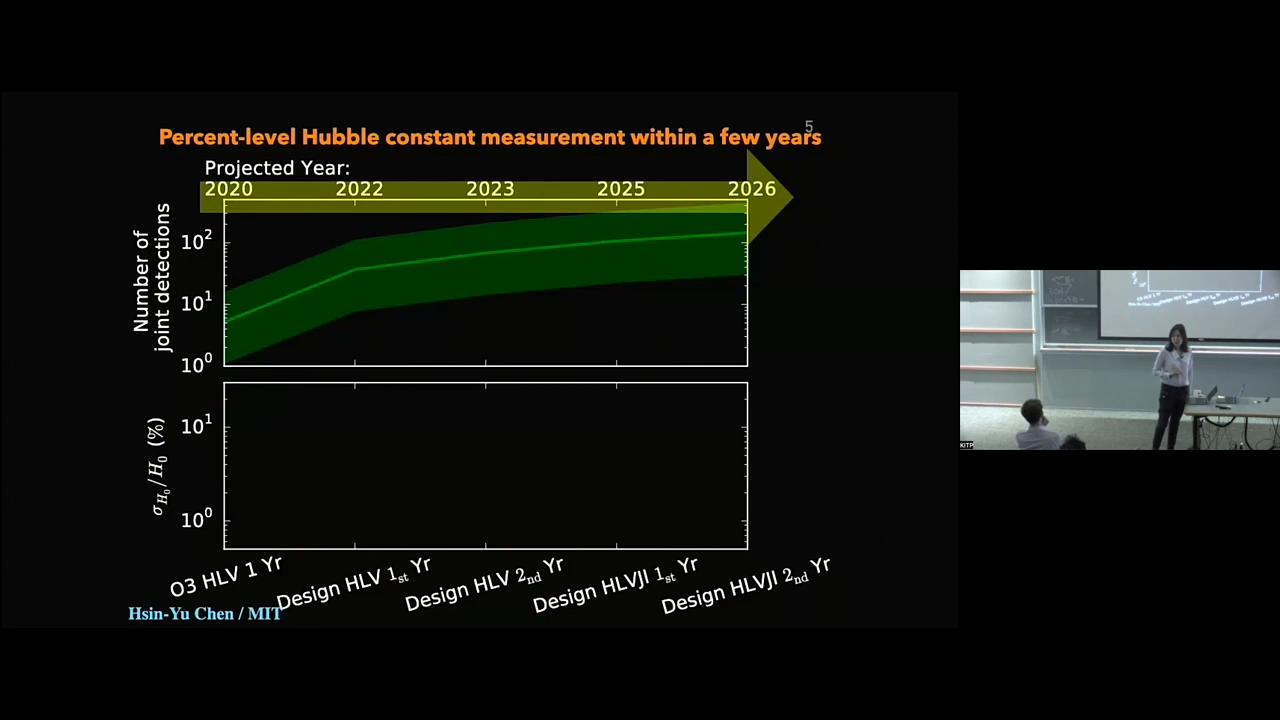 5
Percent-level Hubble constant measurement within a few years
Projected Year:
2020 2022 2023 2025 2026
Number of
joint detections
10²
10¹
10⁰
σ_H₀/H₀ (%)
10¹
10⁰
O3 HLV 1 Yr
Design HLV 1st Yr
Design HLV 2nd Yr
Design HLVJI 1st Yr
Design HLVJI 2nd Yr
Hsin-Yu Chen / MIT
KITP